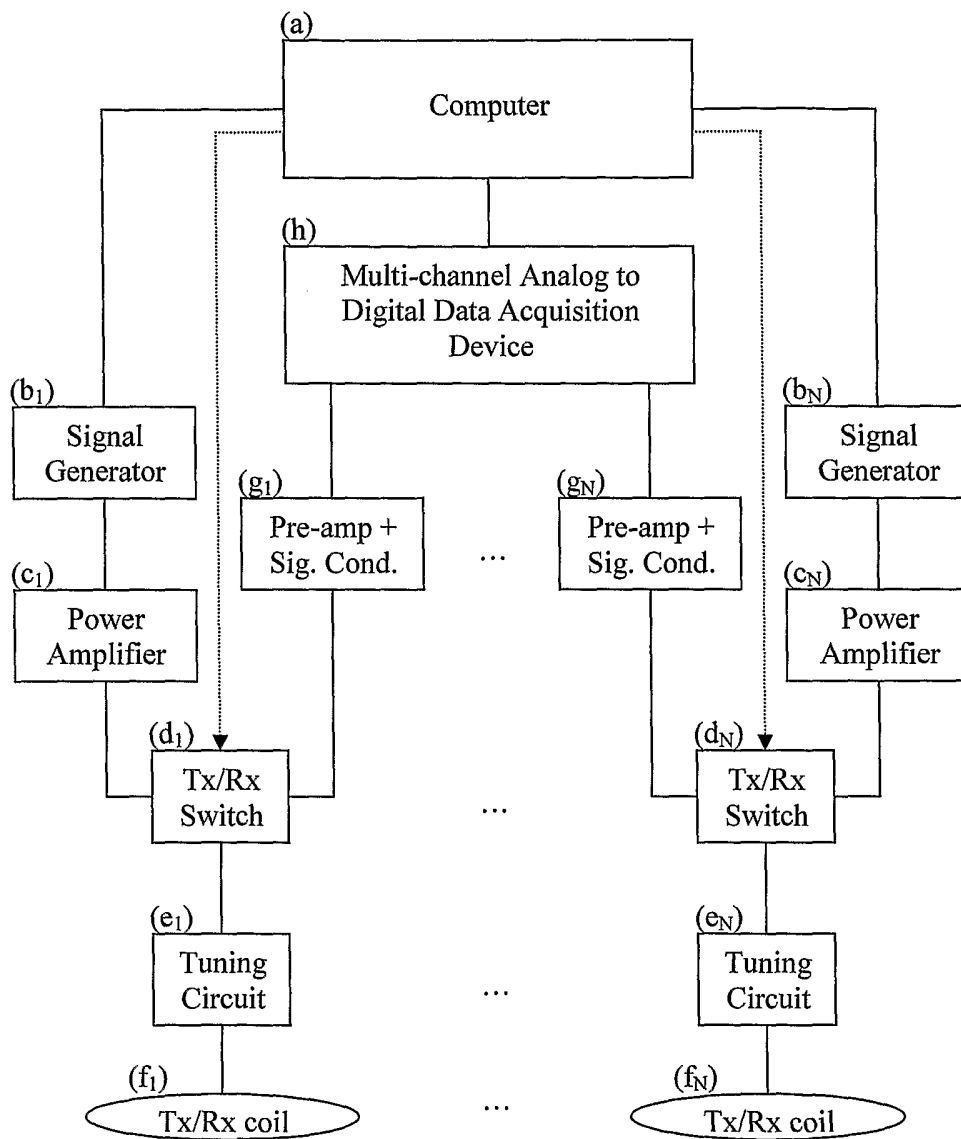 (a)
Computer
(h)
Multi-channel Analog to
Digital Data Acquisition
Device
(b1)
Signal
Generator
(bN)
Signal
Generator
(g1)
Pre-amp +
Sig. Cond.
...
(gN)
Pre-amp +
Sig. Cond.
(c1)
Power
Amplifier
(cN)
Power
Amplifier
(d1)
Tx/Rx
Switch
...
(dN)
Tx/Rx
Switch
(e1)
Tuning
Circuit
...
(eN)
Tuning
Circuit
(f1)
Tx/Rx coil
...
(fN)
Tx/Rx coil